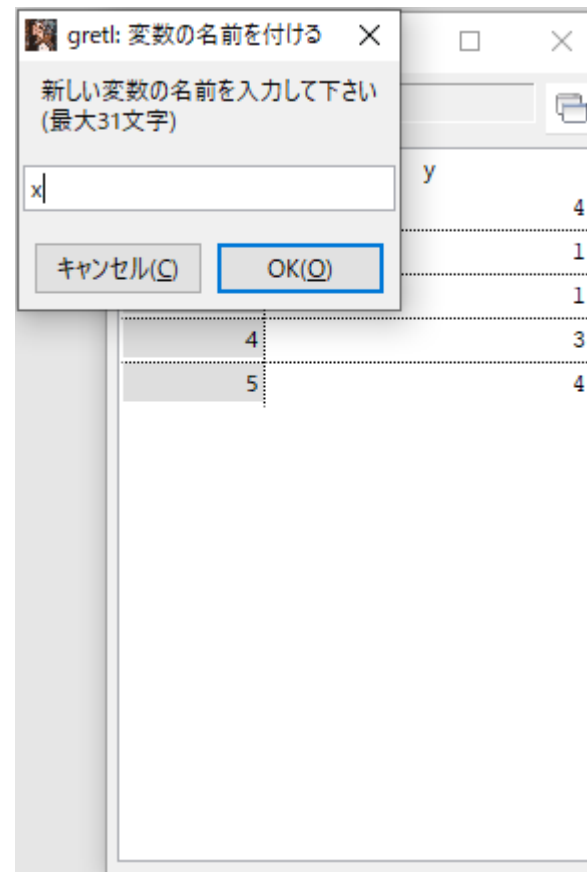 gretl: 変数の名前を付ける
新しい変数の名前を入力して下さい
(最大31文字)
x
キャンセル(C) OK(O)
y
4
1
1
4 3
5 4